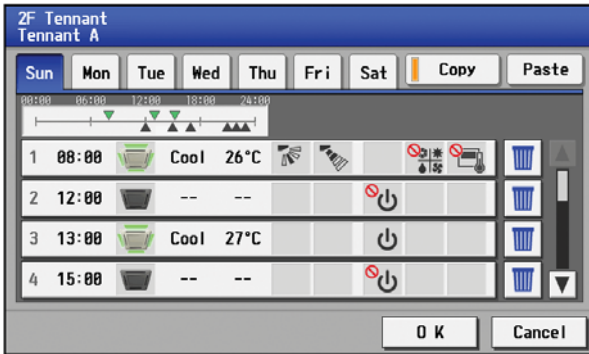 2F Tennant
Tennant A
Sun Mon Tue Wed Thu Fri Sat Copy Paste
00:00 06:00 12:00 18:00 24:00
1 08:00 Cool 26°C
2 12:00 -- --
3 13:00 Cool 27°C
4 15:00 -- --
OK Cancel